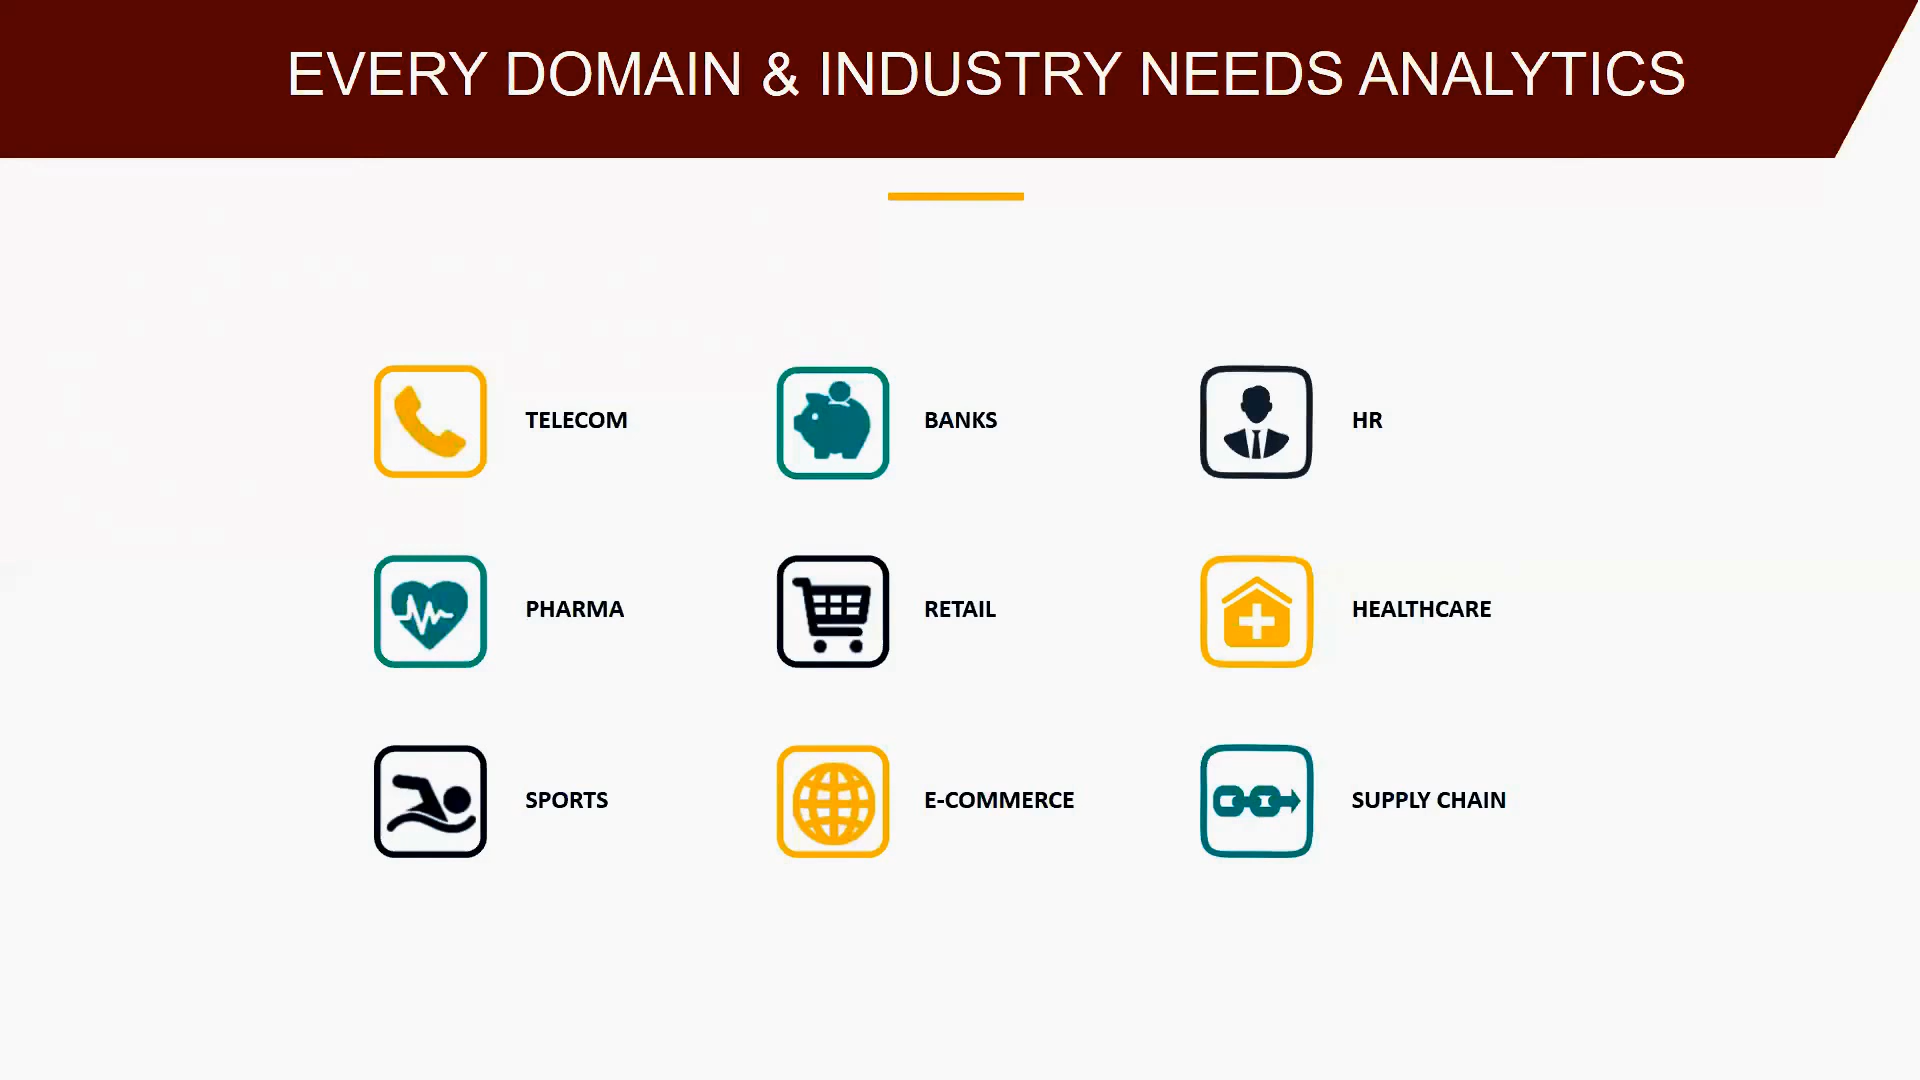 EVERY DOMAIN & INDUSTRY NEEDS ANALYTICS
TELECOM
BANKS
HR
PHARMA
RETAIL
HEALTHCARE
SPORTS
E-COMMERCE
SUPPLY CHAIN